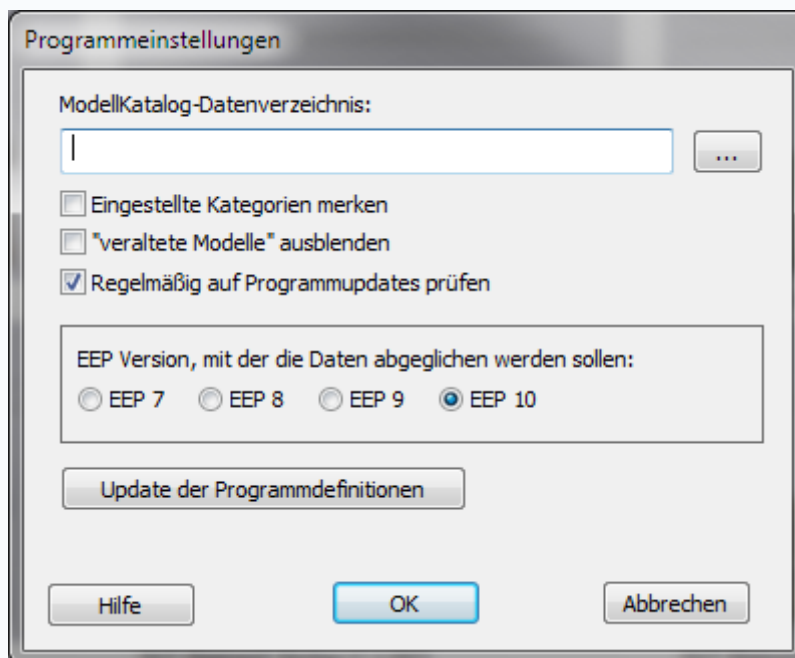 Programmeinstellungen
ModellKatalog-Datenverzeichnis:
...
Eingestellte Kategorien merken
"veraltete Modelle" ausblenden
Regelmäßig auf Programmupdates prüfen
EEP Version, mit der die Daten abgeglichen werden sollen:
EEP 7 EEP 8 EEP 9 EEP 10
Update der Programmdefinitionen
Hilfe OK Abbrechen